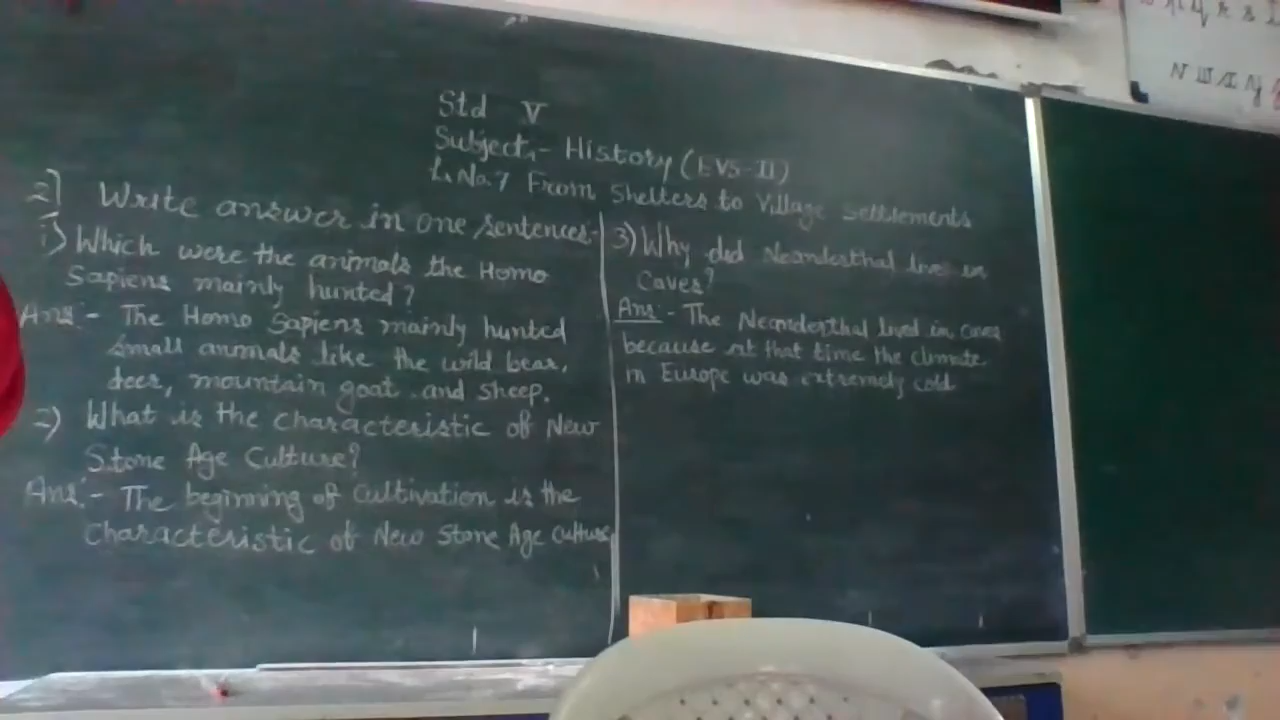 Std V
Subject:- History (EVS-II)
L.No.7 From Shelters to Village Settlements
2] Write answer in one sentences-
i) Which were the animals the Homo
Sapiens mainly hunted?
Ans:- The Homo Sapiens mainly hunted
small animals like the wild bear,
deer, mountain goat and sheep.
2) What is the characteristic of New
Stone Age Culture?
Ans:- The beginning of Cultivation is the
Characteristic of New Stone Age Culture
3) Why did Neanderthal lived in
Caves?
Ans:- The Neanderthal lived in caves
because at that time the climate
in Europe was extremely cold
N W X Y